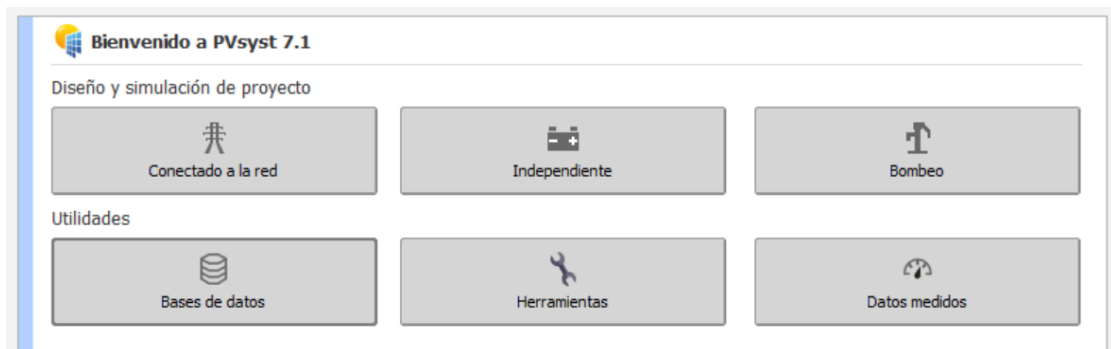 Bienvenido a PVsyst 7.1
Diseño y simulación de proyecto
Conectado a la red
Independiente
Bombeo
Utilidades
Bases de datos
Herramientas
Datos medidos